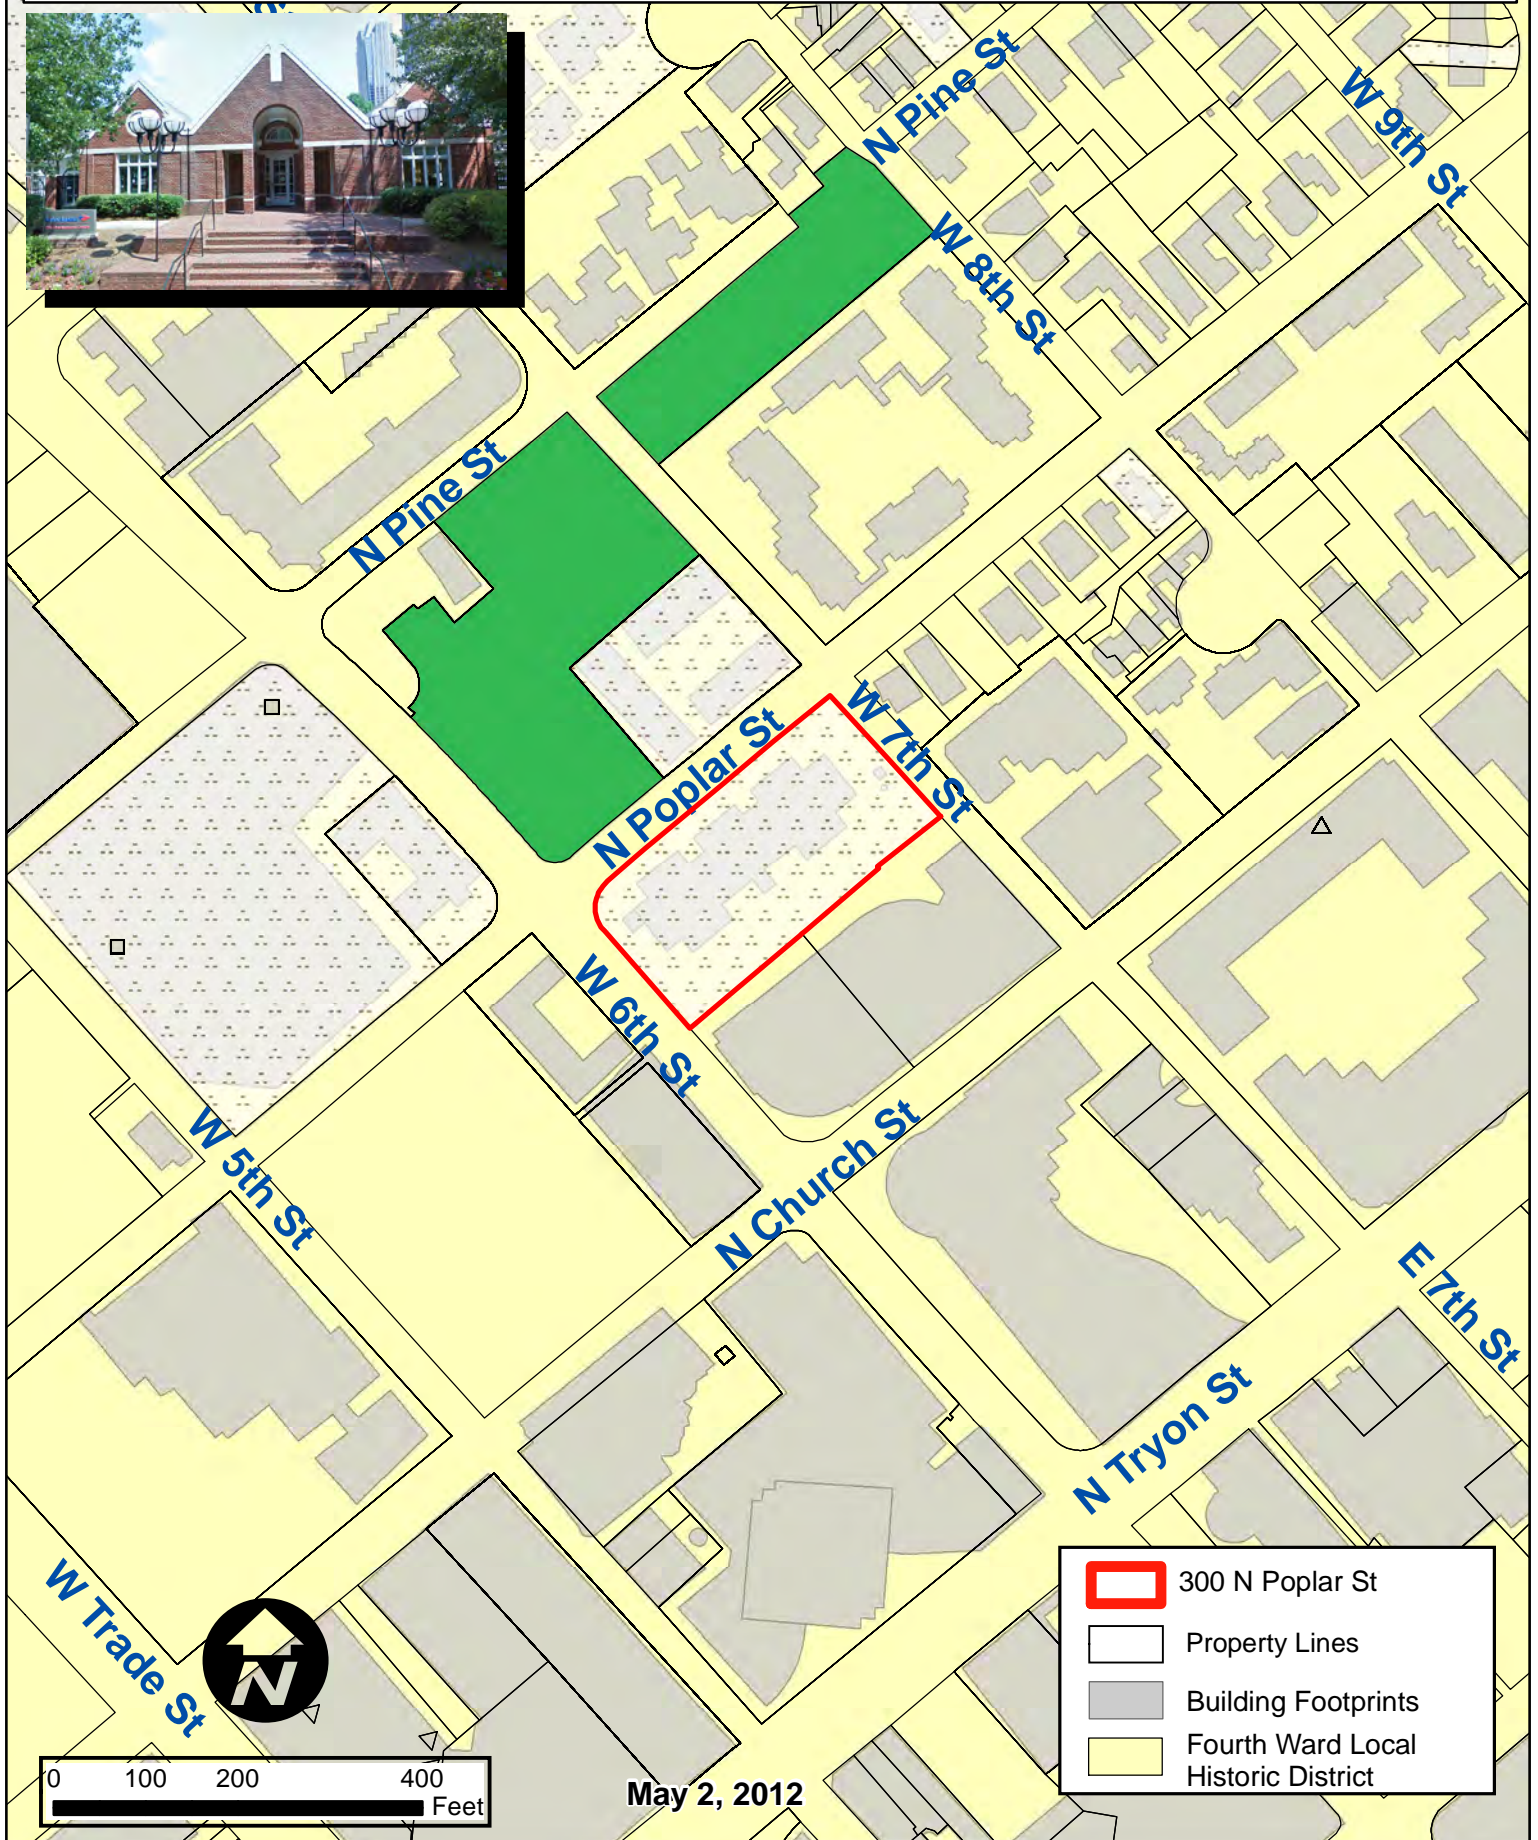 N Pine St
W 9th St
W 8th St
N Pine St
W 7th St
N Poplar St
W 6th St
W 5th St
N Church St
E 7th St
N Tryon St
W Trade St
N
300 N Poplar St
Property Lines
Building Footprints
Fourth Ward Local
Historic District
0 100 200 400
Feet
May 2, 2012